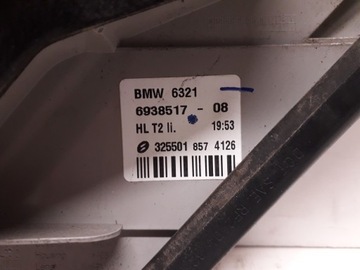 BMW 6321
6938517 - 08
HL T2 li. 19:53
325501 857 4126